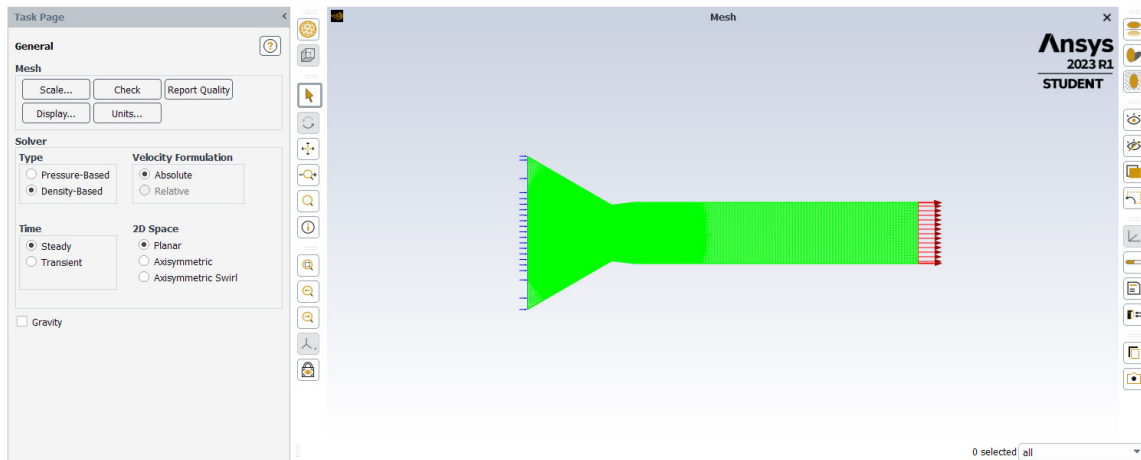 Task Page
<
General
?
Mesh
Scale...
Check
Report Quality
Display...
Units...
Solver
Type
Velocity Formulation
Pressure-Based
Absolute
Density-Based
Relative
Time
2D Space
Steady
Planar
Transient
Axisymmetric
Axisymmetric Swirl
Gravity
Mesh
Ansys
2023 R1
STUDENT
0 selected all